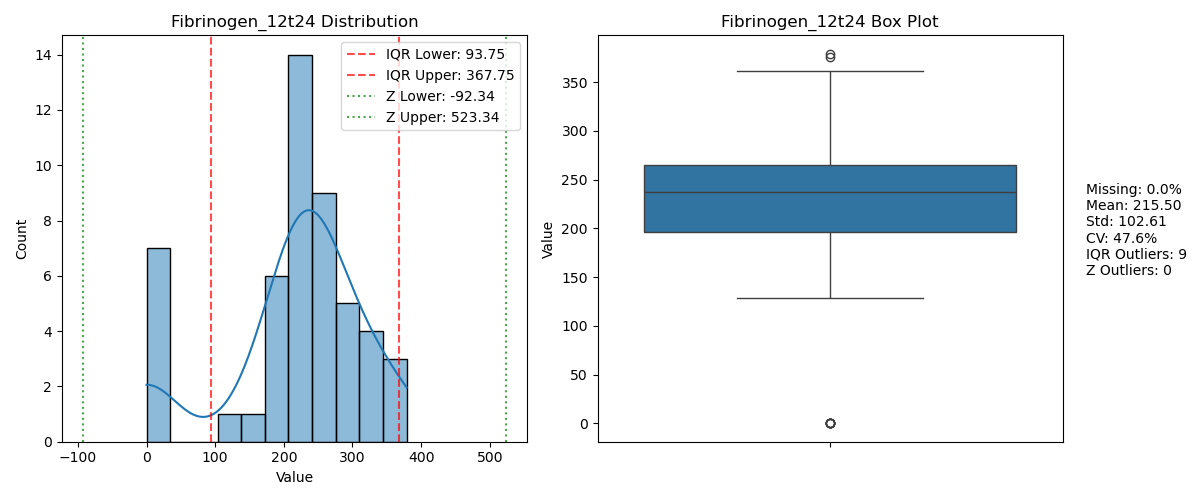 Fibrinogen_12t24 Distribution
IQR Lower: 93.75
IQR Upper: 367.75
Z Lower: -92.34
Z Upper: 523.34
14
12
10
8
6
4
2
0
Count
-100
0
100
200
300
400
500
Value
Fibrinogen_12t24 Box Plot
350
300
250
200
150
100
50
0
Value
Missing: 0.0%
Mean: 215.50
Std: 102.61
CV: 47.6%
IQR Outliers: 9
Z Outliers: 0